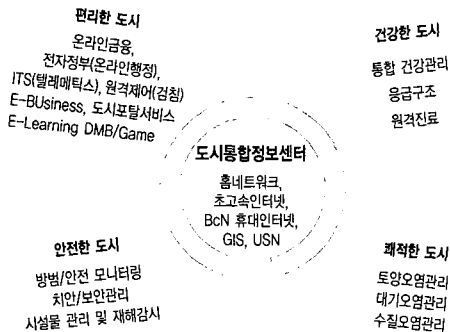 편리한 도시
온라인금융,
전자정부(온라인행정),
ITS(텔레메틱스), 원격제어(검침)
E-BUsiness, 도시포탈서비스
E-Learning DMB/Game
건강한 도시
통합 건강관리
응급구조
원격진료
도시통합정보센터
홈네트워크,
초고속인터넷,
BcN 휴대인터넷,
GIS, USN
안전한 도시
방범/안전 모니터링
치안/보안관리
시설물 관리 및 재해감시
쾌적한 도시
토양오염관리
대기오염관리
수질오염관리